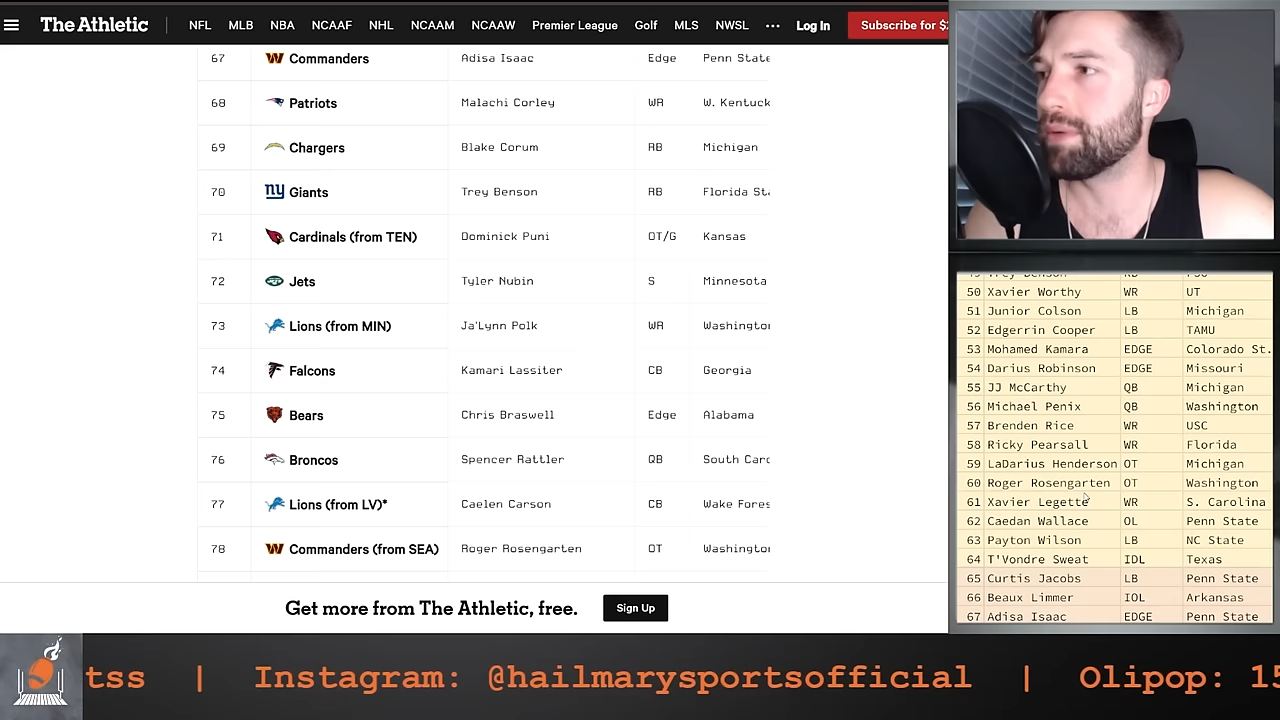 The Athletic NFL MLB NBA NCAAF NHL NCAAM NCAAW Premier League Golf MLS NWSL ••• Log In Subscribe for $2
67 Commanders Adisa Isaac Edge Penn State
68 Patriots Malachi Corley WR W. Kentuck
69 Chargers Blake Corum RB Michigan
70 ny Giants Trey Benson RB Florida Sta
71 Cardinals (from TEN) Dominick Puni OT/G Kansas
72 Jets Tyler Nubin S Minnesota
73 Lions (from MIN) Ja'Lynn Polk WR Washington
74 Falcons Kamari Lassiter CB Georgia
75 Bears Chris Braswell Edge Alabama
76 Broncos Spencer Rattler QB South Caro
77 Lions (from LV)* Caelen Carson CB Wake Fores
78 Commanders (from SEA) Roger Rosengarten OT Washington
Get more from The Athletic, free. Sign Up
50 Xavier Worthy WR UT
51 Junior Colson LB Michigan
52 Edgerrin Cooper LB TAMU
53 Mohamed Kamara EDGE Colorado St.
54 Darius Robinson EDGE Missouri
55 JJ McCarthy QB Michigan
56 Michael Penix QB Washington
57 Brenden Rice WR USC
58 Ricky Pearsall WR Florida
59 LaDarius Henderson OT Michigan
60 Roger Rosengarten OT Washington
61 Xavier Legette WR S. Carolina
62 Caedan Wallace OL Penn State
63 Payton Wilson LB NC State
64 T'Vondre Sweat IDL Texas
65 Curtis Jacobs LB Penn State
66 Beaux Limmer IOL Arkansas
67 Adisa Isaac EDGE Penn State
tss | Instagram: @hailmarysportsofficial | Olipop: 15